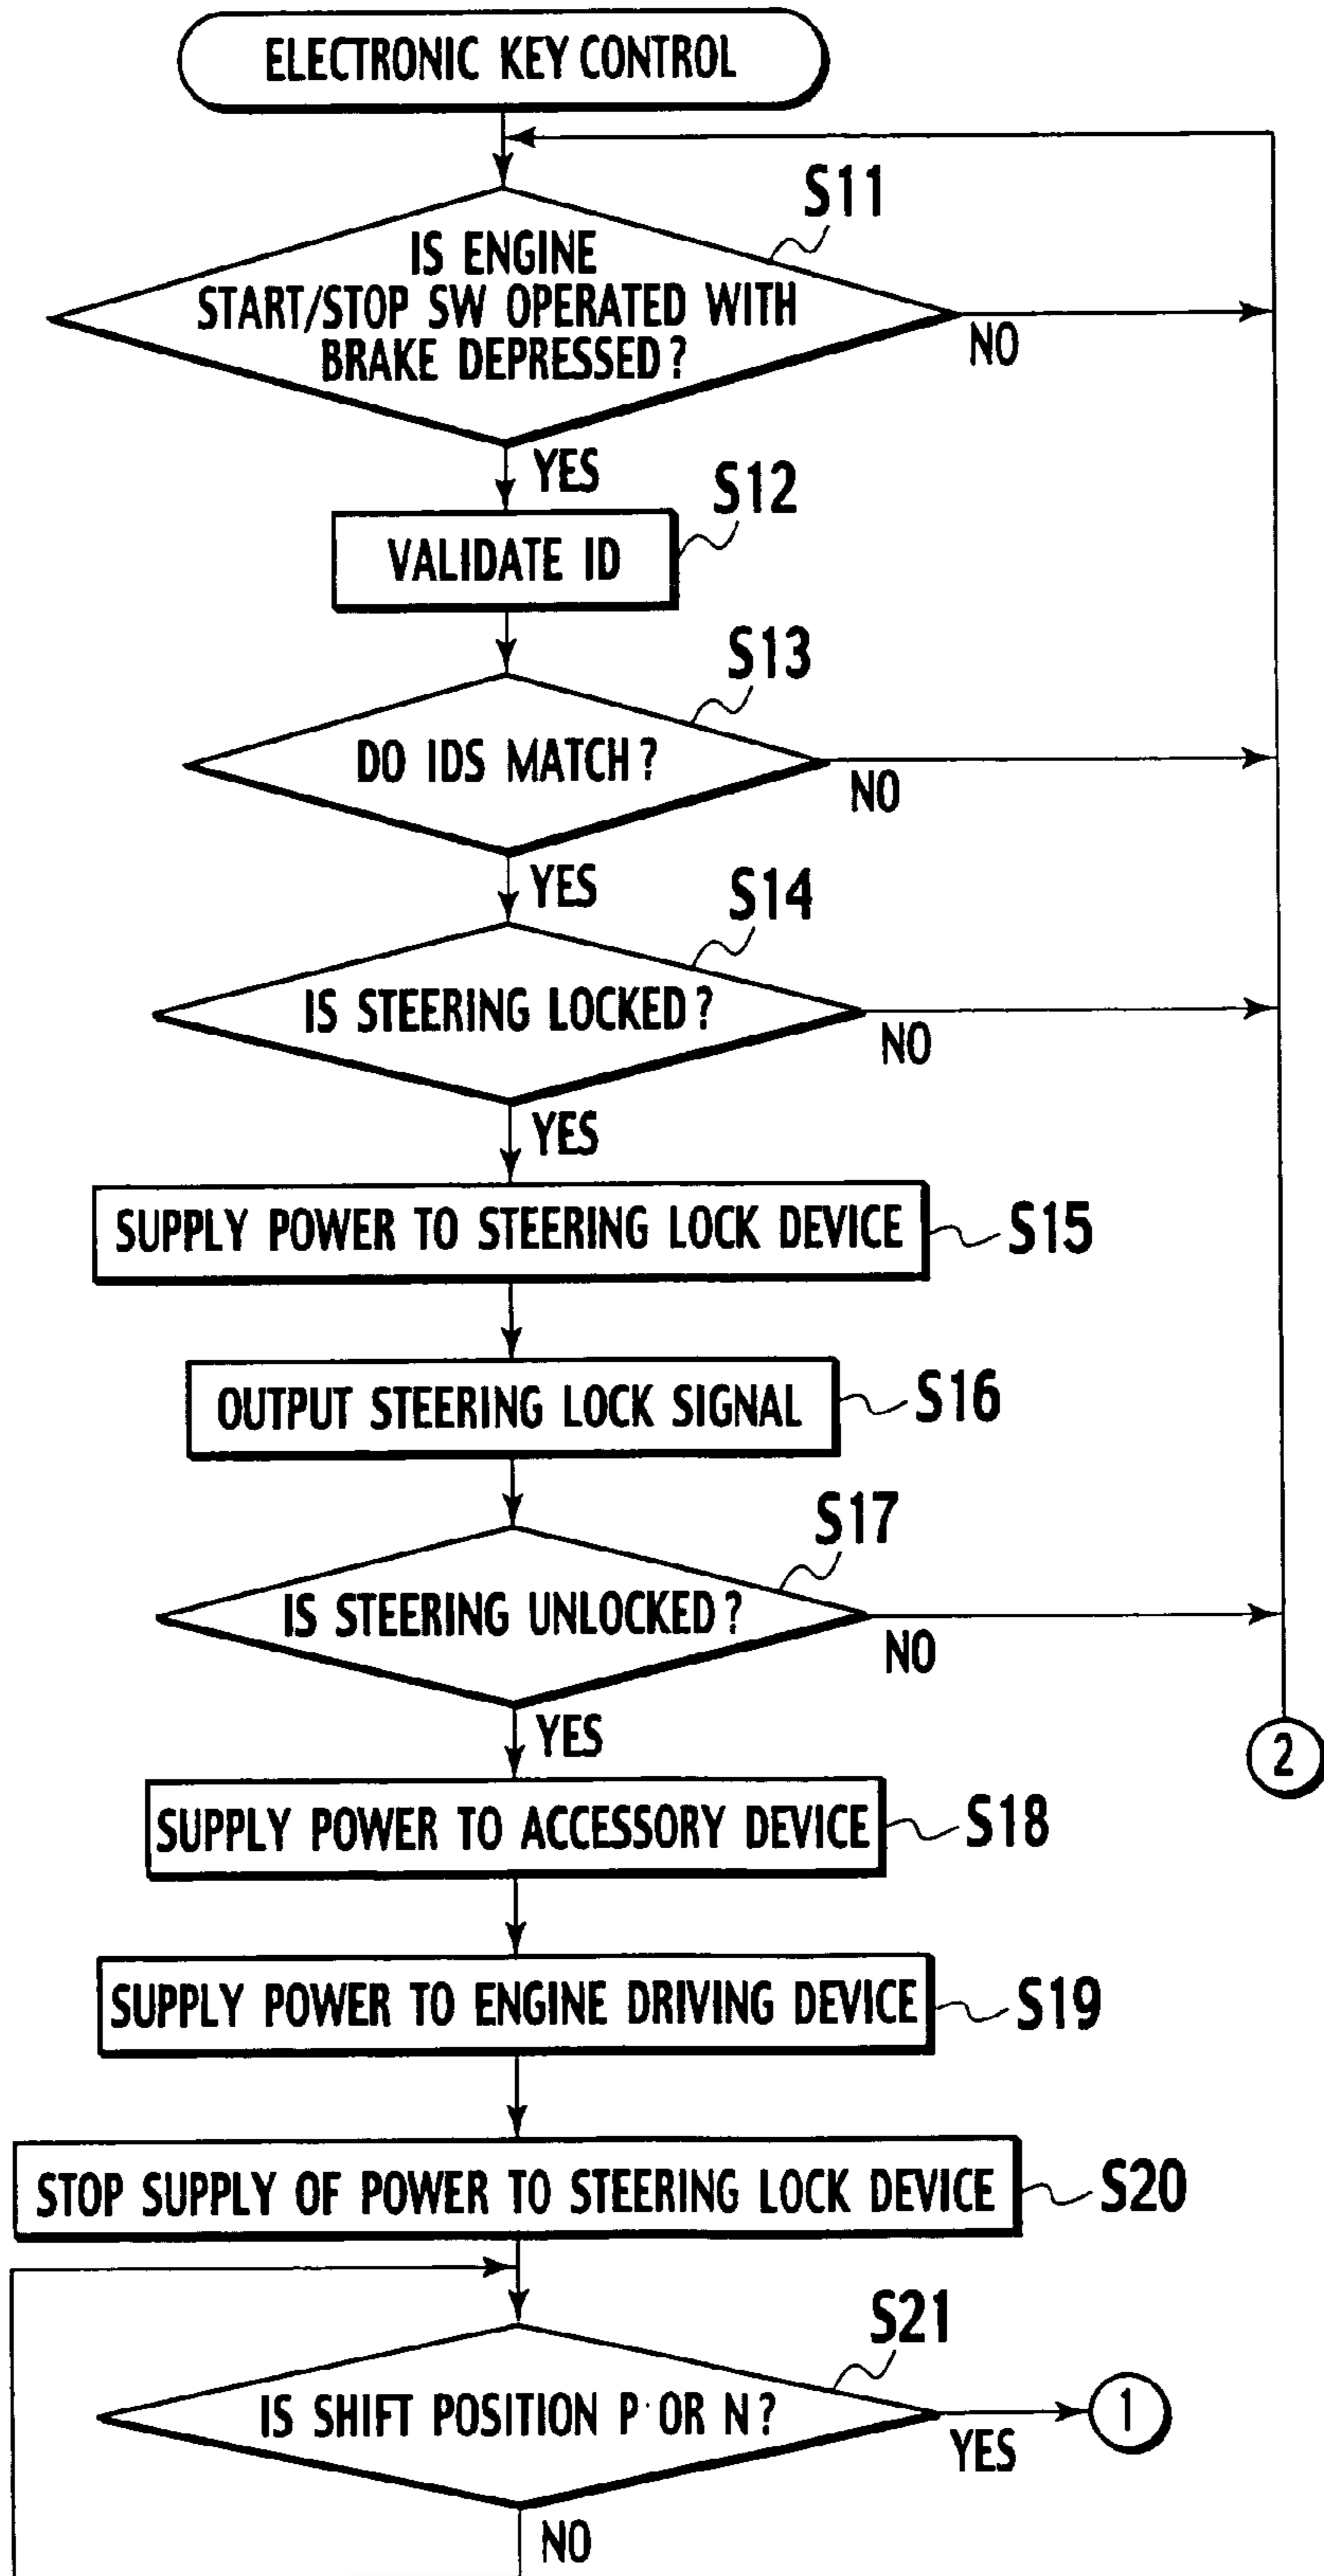 ELECTRONIC KEY CONTROL
S11
IS ENGINE
START/STOP SW OPERATED WITH
BRAKE DEPRESSED?
NO
YES
S12
VALIDATE ID
S13
DO IDS MATCH?
NO
YES
S14
IS STEERING LOCKED?
NO
YES
SUPPLY POWER TO STEERING LOCK DEVICE
S15
OUTPUT STEERING LOCK SIGNAL
S16
S17
IS STEERING UNLOCKED?
NO
YES
2
SUPPLY POWER TO ACCESSORY DEVICE
S18
SUPPLY POWER TO ENGINE DRIVING DEVICE
S19
STOP SUPPLY OF POWER TO STEERING LOCK DEVICE
S20
S21
IS SHIFT POSITION P OR N?
1
YES
NO